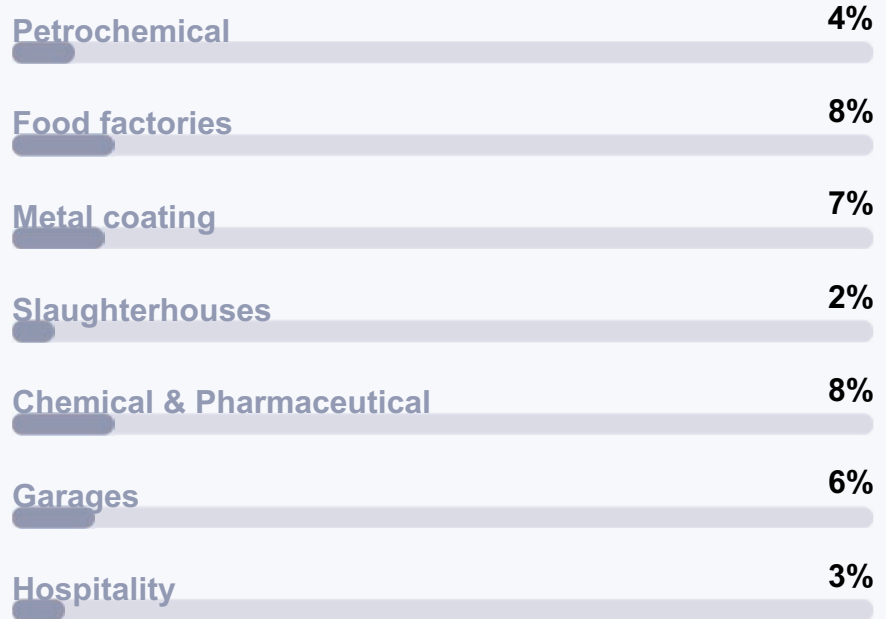 Petrochemical 4%
Food factories 8%
Metal coating 7%
Slaughterhouses 2%
Chemical & Pharmaceutical 8%
Garages 6%
Hospitality 3%